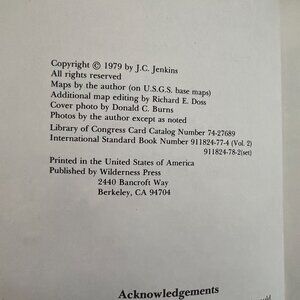 Copyright © 1979 by J.C. Jenkins
All rights reserved
Maps by the author (on U.S.G.S. base maps)
Additional map editing by Richard E. Doss
Cover photo by Donald C. Burns
Photos by the author except as noted
Library of Congress Card Catalog Number 74-27689
International Standard Book Number 911824-77-4 (Vol. 2)
911824-78-2 (set)
Printed in the United States of America
Published by Wilderness Press
2440 Bancroft Way
Berkeley, CA 94704
Acknowledgements